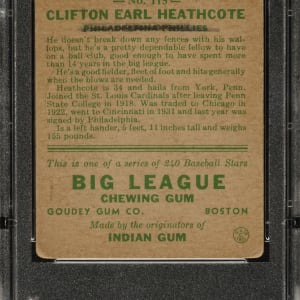 No. 115
CLIFTON EARL HEATHCOTE
PHILADELPHIA PHILLIES
He doesn't break down any fences with his wal-
lops, but he's a pretty dependable fellow to have
on a ball club, good enough to have spent more
than 14 years in the big league.
He's a good fielder, fleet of foot and hits generally
when the blows are needed.
Heathcote is 34 and hails from York, Penn.
Joined the St. Louis Cardinals after leaving Penn
State College in 1918. Was traded to Chicago in
1922, went to Cincinnati in 1931 and last year was
signed by Philadelphia.
Is a left hander, 5 feet, 11 inches tall and weighs
165 pounds.
This is one of a series of 240 Baseball Stars
BIG LEAGUE
CHEWING GUM
GOUDEY GUM CO. BOSTON
Made by the originators of
INDIAN GUM